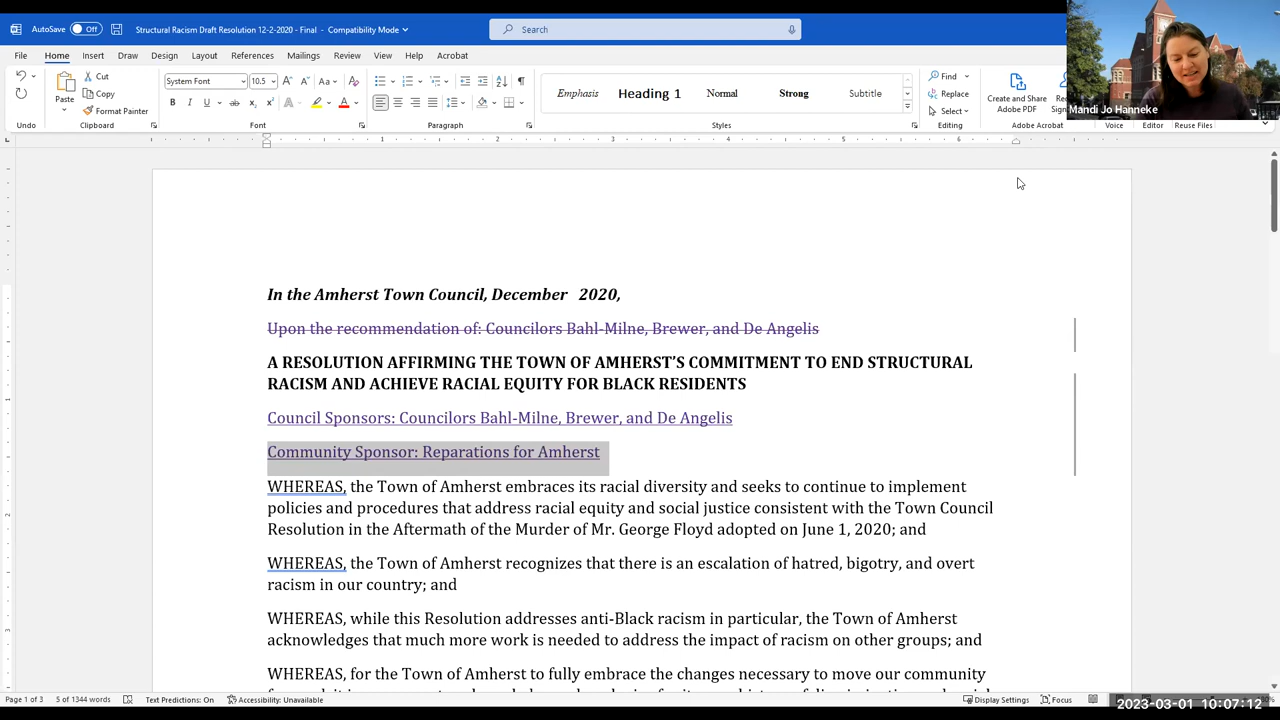 AutoSave Off Structural Racism Draft Resolution 12-2-2020 - Final - Compatibility Mode Search
File Home Insert Draw Design Layout References Mailings Review View Help Acrobat
Cut System Font 10.5 Find
Paste Copy Emphasis Heading 1 Normal Strong Subtitle Replace Create and Share
Format Painter Select Adobe PDF Mandi Jo Hanneke
Undo Clipboard Font Paragraph Styles Editing Adobe Acrobat Voice Editor Reuse Files
In the Amherst Town Council, December 2020,
Upon the recommendation of: Councilors Bahl-Milne, Brewer, and De Angelis
A RESOLUTION AFFIRMING THE TOWN OF AMHERST’S COMMITMENT TO END STRUCTURAL
RACISM AND ACHIEVE RACIAL EQUITY FOR BLACK RESIDENTS
Council Sponsors: Councilors Bahl-Milne, Brewer, and De Angelis
Community Sponsor: Reparations for Amherst
WHEREAS, the Town of Amherst embraces its racial diversity and seeks to continue to implement
policies and procedures that address racial equity and social justice consistent with the Town Council
Resolution in the Aftermath of the Murder of Mr. George Floyd adopted on June 1, 2020; and
WHEREAS, the Town of Amherst recognizes that there is an escalation of hatred, bigotry, and overt
racism in our country; and
WHEREAS, while this Resolution addresses anti-Black racism in particular, the Town of Amherst
acknowledges that much more work is needed to address the impact of racism on other groups; and
WHEREAS, for the Town of Amherst to fully embrace the changes necessary to move our community
Page 1 of 3 5 of 1344 words Text Predictions: On Accessibility: Unavailable Display Settings Focus
2023-03-01 10:07:12